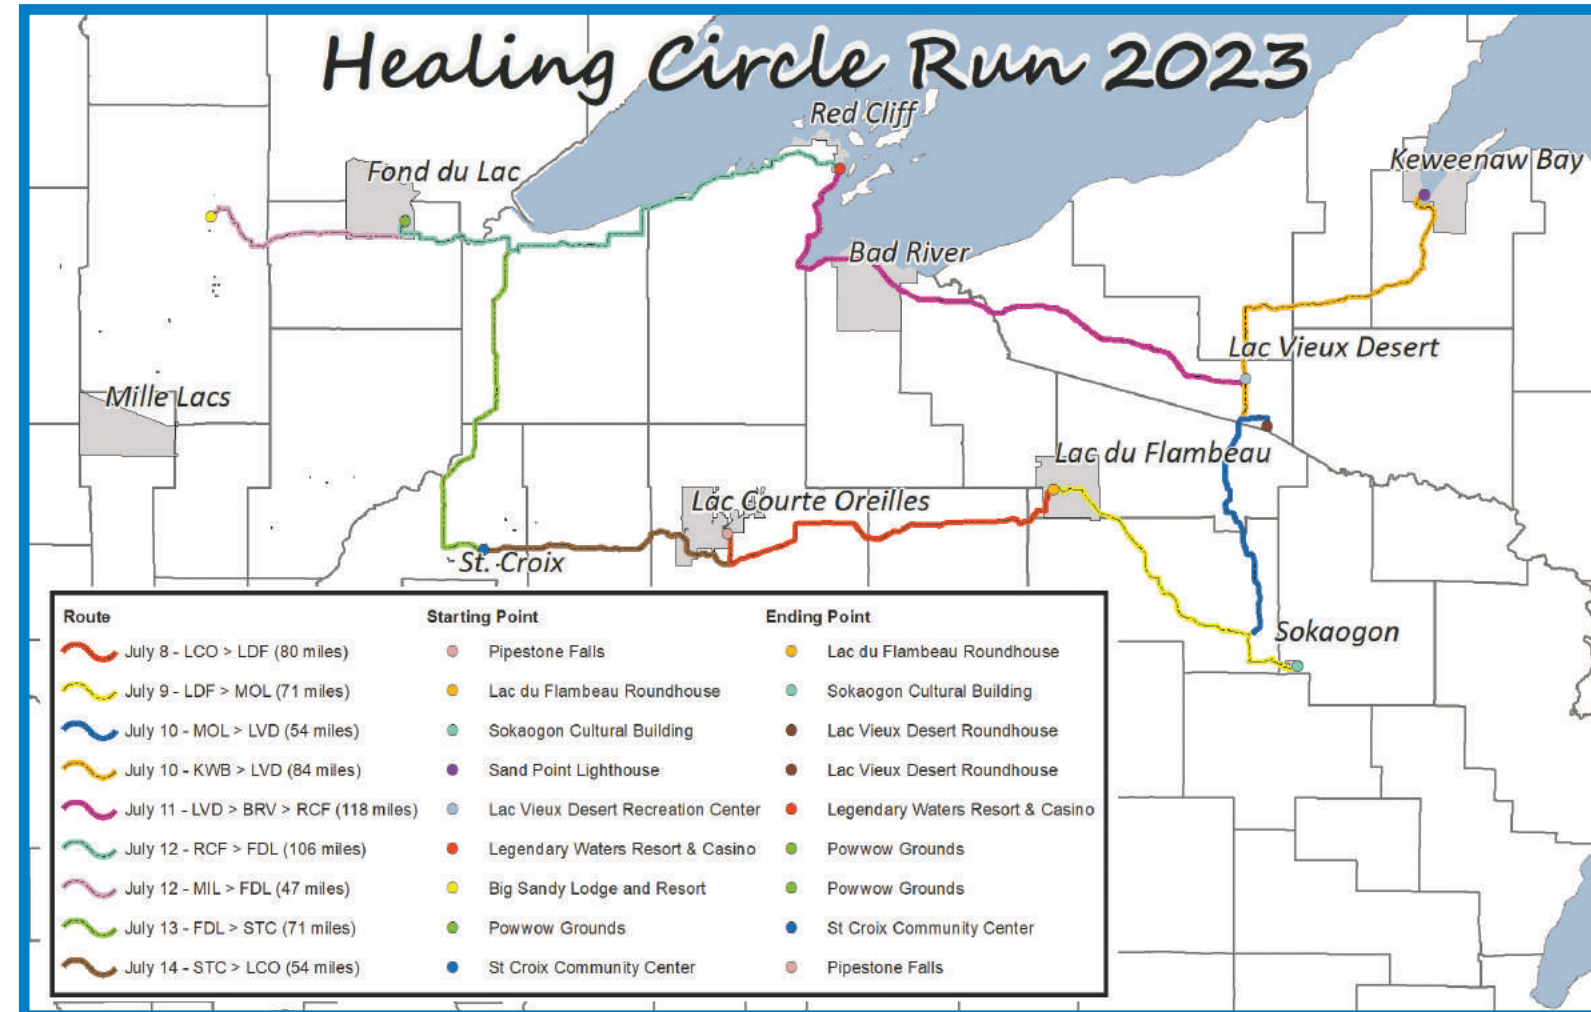 Healing Circle Run 2023
Red Cliff
Keweenaw Bay
Fond du Lac
Bad River
Lac Vieux Desert
Mille Lacs
Lac du Flambeau
Lac Courte Oreilles
St. Croix
Sokaogon
Route Starting Point Ending Point
July 8 - LCO > LDF (80 miles) Pipestone Falls Lac du Flambeau Roundhouse
July 9 - LDF > MOL (71 miles) Lac du Flambeau Roundhouse Sokaogon Cultural Building
July 10 - MOL > LVD (54 miles) Sokaogon Cultural Building Lac Vieux Desert Roundhouse
July 10 - KWB > LVD (84 miles) Sand Point Lighthouse Lac Vieux Desert Roundhouse
July 11 - LVD > BRV > RCF (118 miles) Lac Vieux Desert Recreation Center Legendary Waters Resort & Casino
July 12 - RCF > FDL (106 miles) Legendary Waters Resort & Casino Powwow Grounds
July 12 - MIL > FDL (47 miles) Big Sandy Lodge and Resort Powwow Grounds
July 13 - FDL > STC (71 miles) Powwow Grounds St Croix Community Center
July 14 - STC > LCO (54 miles) St Croix Community Center Pipestone Falls